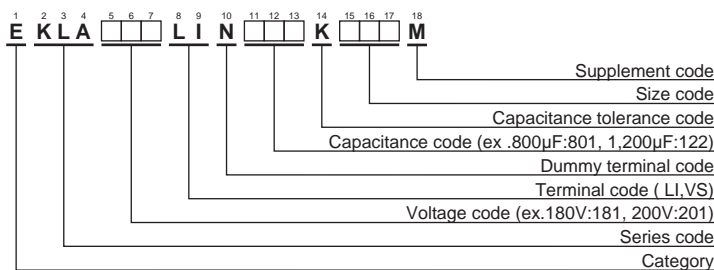 1 2 3 4 5 6 7 8 9 10 11 12 13 14 15 16 17 18
E K L A □ □ □ L I N □ □ □ K □ □ □ M
Supplement code
Size code
Capacitance tolerance code
Capacitance code (ex .800µF:801, 1,200µF:122)
Dummy terminal code
Terminal code ( LI,VS)
Voltage code (ex.180V:181, 200V:201)
Series code
Category